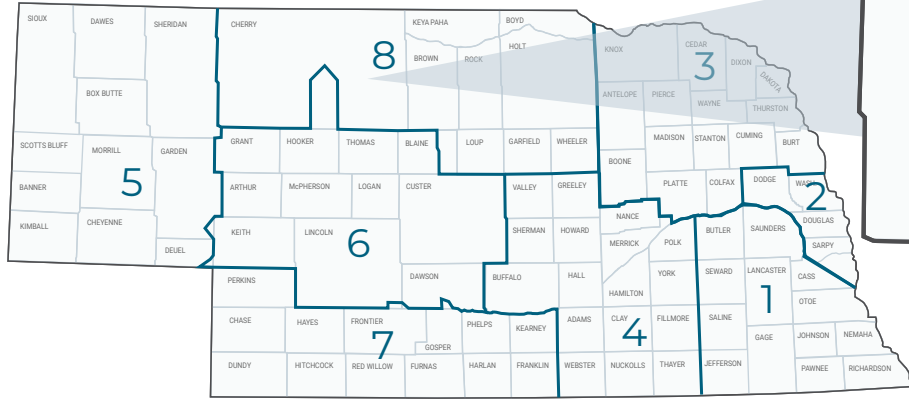 SIOUX
DAWES
SHERIDAN
CHERRY
KEYA PAHA
BOYD
8
BROWN
ROCK
HOLT
KNOX
CEDAR
3
DIXON
DAKOTA
BOX BUTTE
ANTELOPE
PIERCE
WAYNE
THURSTON
SCOTTS BLUFF
MORRILL
GARDEN
GRANT
HOOKER
THOMAS
BLAINE
LOUP
GARFIELD
WHEELER
BOONE
MADISON
STANTON
CUMING
BURT
5
BANNER
ARTHUR
McPHERSON
LOGAN
CUSTER
VALLEY
GREELEY
PLATTE
COLFAX
DODGE
WASH
2
KIMBALL
CHEYENNE
DEUEL
KEITH
LINCOLN
6
SHERMAN
HOWARD
NANCE
MERRICK
POLK
BUTLER
SAUNDERS
DOUGLAS
SARPY
PERKINS
DAWSON
BUFFALO
HALL
HAMILTON
YORK
SEWARD
LANCASTER
1
CASS
OTOE
CHASE
HAYES
FRONTIER
7
GOSPER
PHELPS
KEARNEY
ADAMS
CLAY
4
FILLMORE
SALINE
GAGE
JOHNSON
NEMAHA
DUNDY
HITCHCOCK
RED WILLOW
FURNAS
HARLAN
FRANKLIN
WEBSTER
NUCKOLLS
THAYER
JEFFERSON
PAWNEE
RICHARDSON